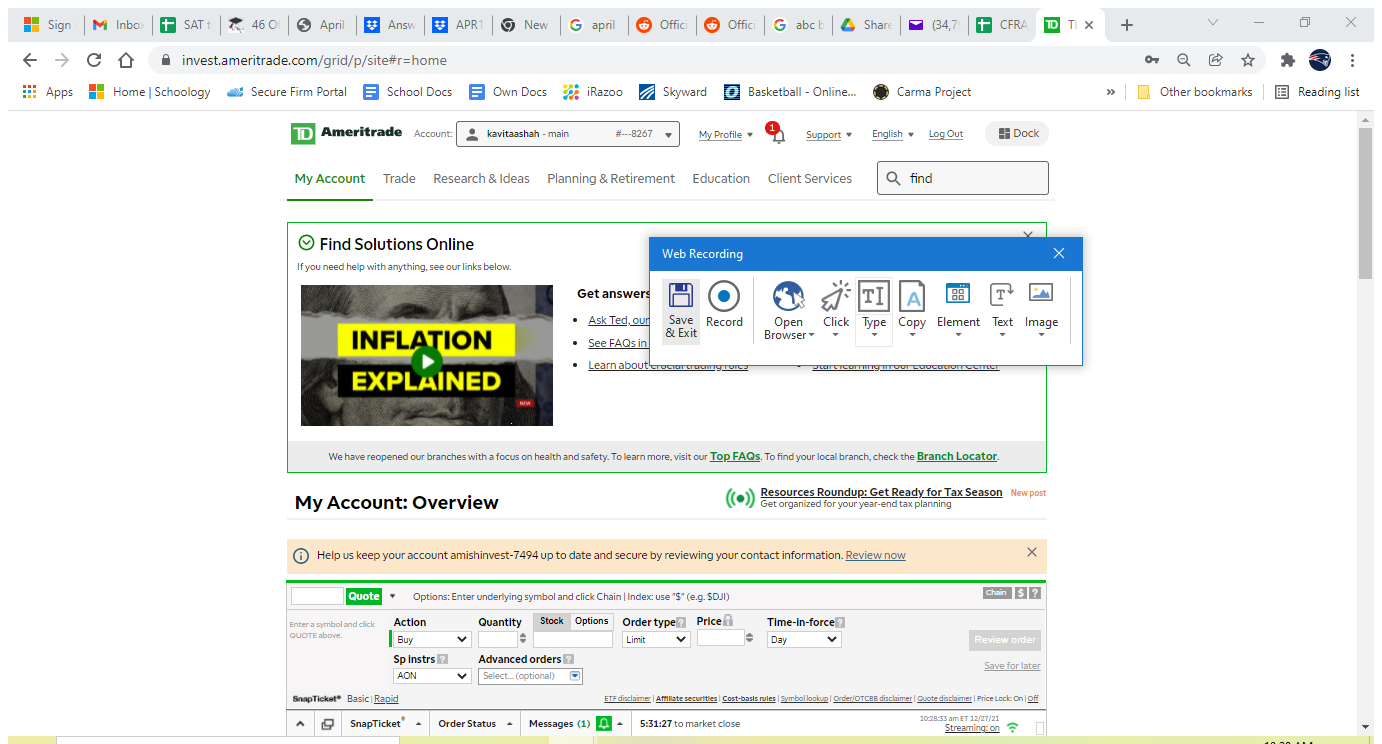 Sign
Inbox
SAT t
46 O
April
Answ
APR1
New
april
Offici
Offici
abc b
Share
(34,7
CFRA
invest.ameritrade.com/grid/p/site#r=home
Apps
Home | Schoology
Secure Firm Portal
School Docs
Own Docs
iRazoo
Skyward
Basketball - Online...
Carma Project
»
Other bookmarks
Reading list
TD Ameritrade
Account:
kavitaashah - main #---8267
My Profile
1
Support
English
Log Out
Dock
My Account
Trade
Research & Ideas
Planning & Retirement
Education
Client Services
find
Find Solutions Online
If you need help with anything, see our links below.
INFLATION
EXPLAINED
NEW
Get answers
Ask Ted, our
See FAQs in
Learn about crucial trading rules
Start learning in our Education Center
Web Recording
Save & Exit
Record
Open Browser
Click
Type
Copy
Element
Text
Image
We have reopened our branches with a focus on health and safety. To learn more, visit our Top FAQs. To find your local branch, check the Branch Locator.
My Account: Overview
Resources Roundup: Get Ready for Tax Season New post
Get organized for your year-end tax planning
Help us keep your account amishinvest-7494 up to date and secure by reviewing your contact information. Review now
Quote
Options: Enter underlying symbol and click Chain | Index: use "$" (e.g. $DJI)
Chain $ ?
Enter a symbol and click
QUOTE above.
Action
Quantity
Stock
Options
Order type ?
Price
Time-in-force ?
Buy
Limit
Day
Review order
Sp instrs ?
Advanced orders ?
Save for later
AON
Select... (optional)
SnapTicket® Basic | Rapid
ETF disclaimer | Affiliate securities | Cost-basis rules | Symbol lookup | Order/OTCBB disclaimer | Quote disclaimer | Price Lock: On | Off
SnapTicket®
Order Status
Messages (1)
5:31:27 to market close
10:28:33 am ET 12/27/21
Streaming: on